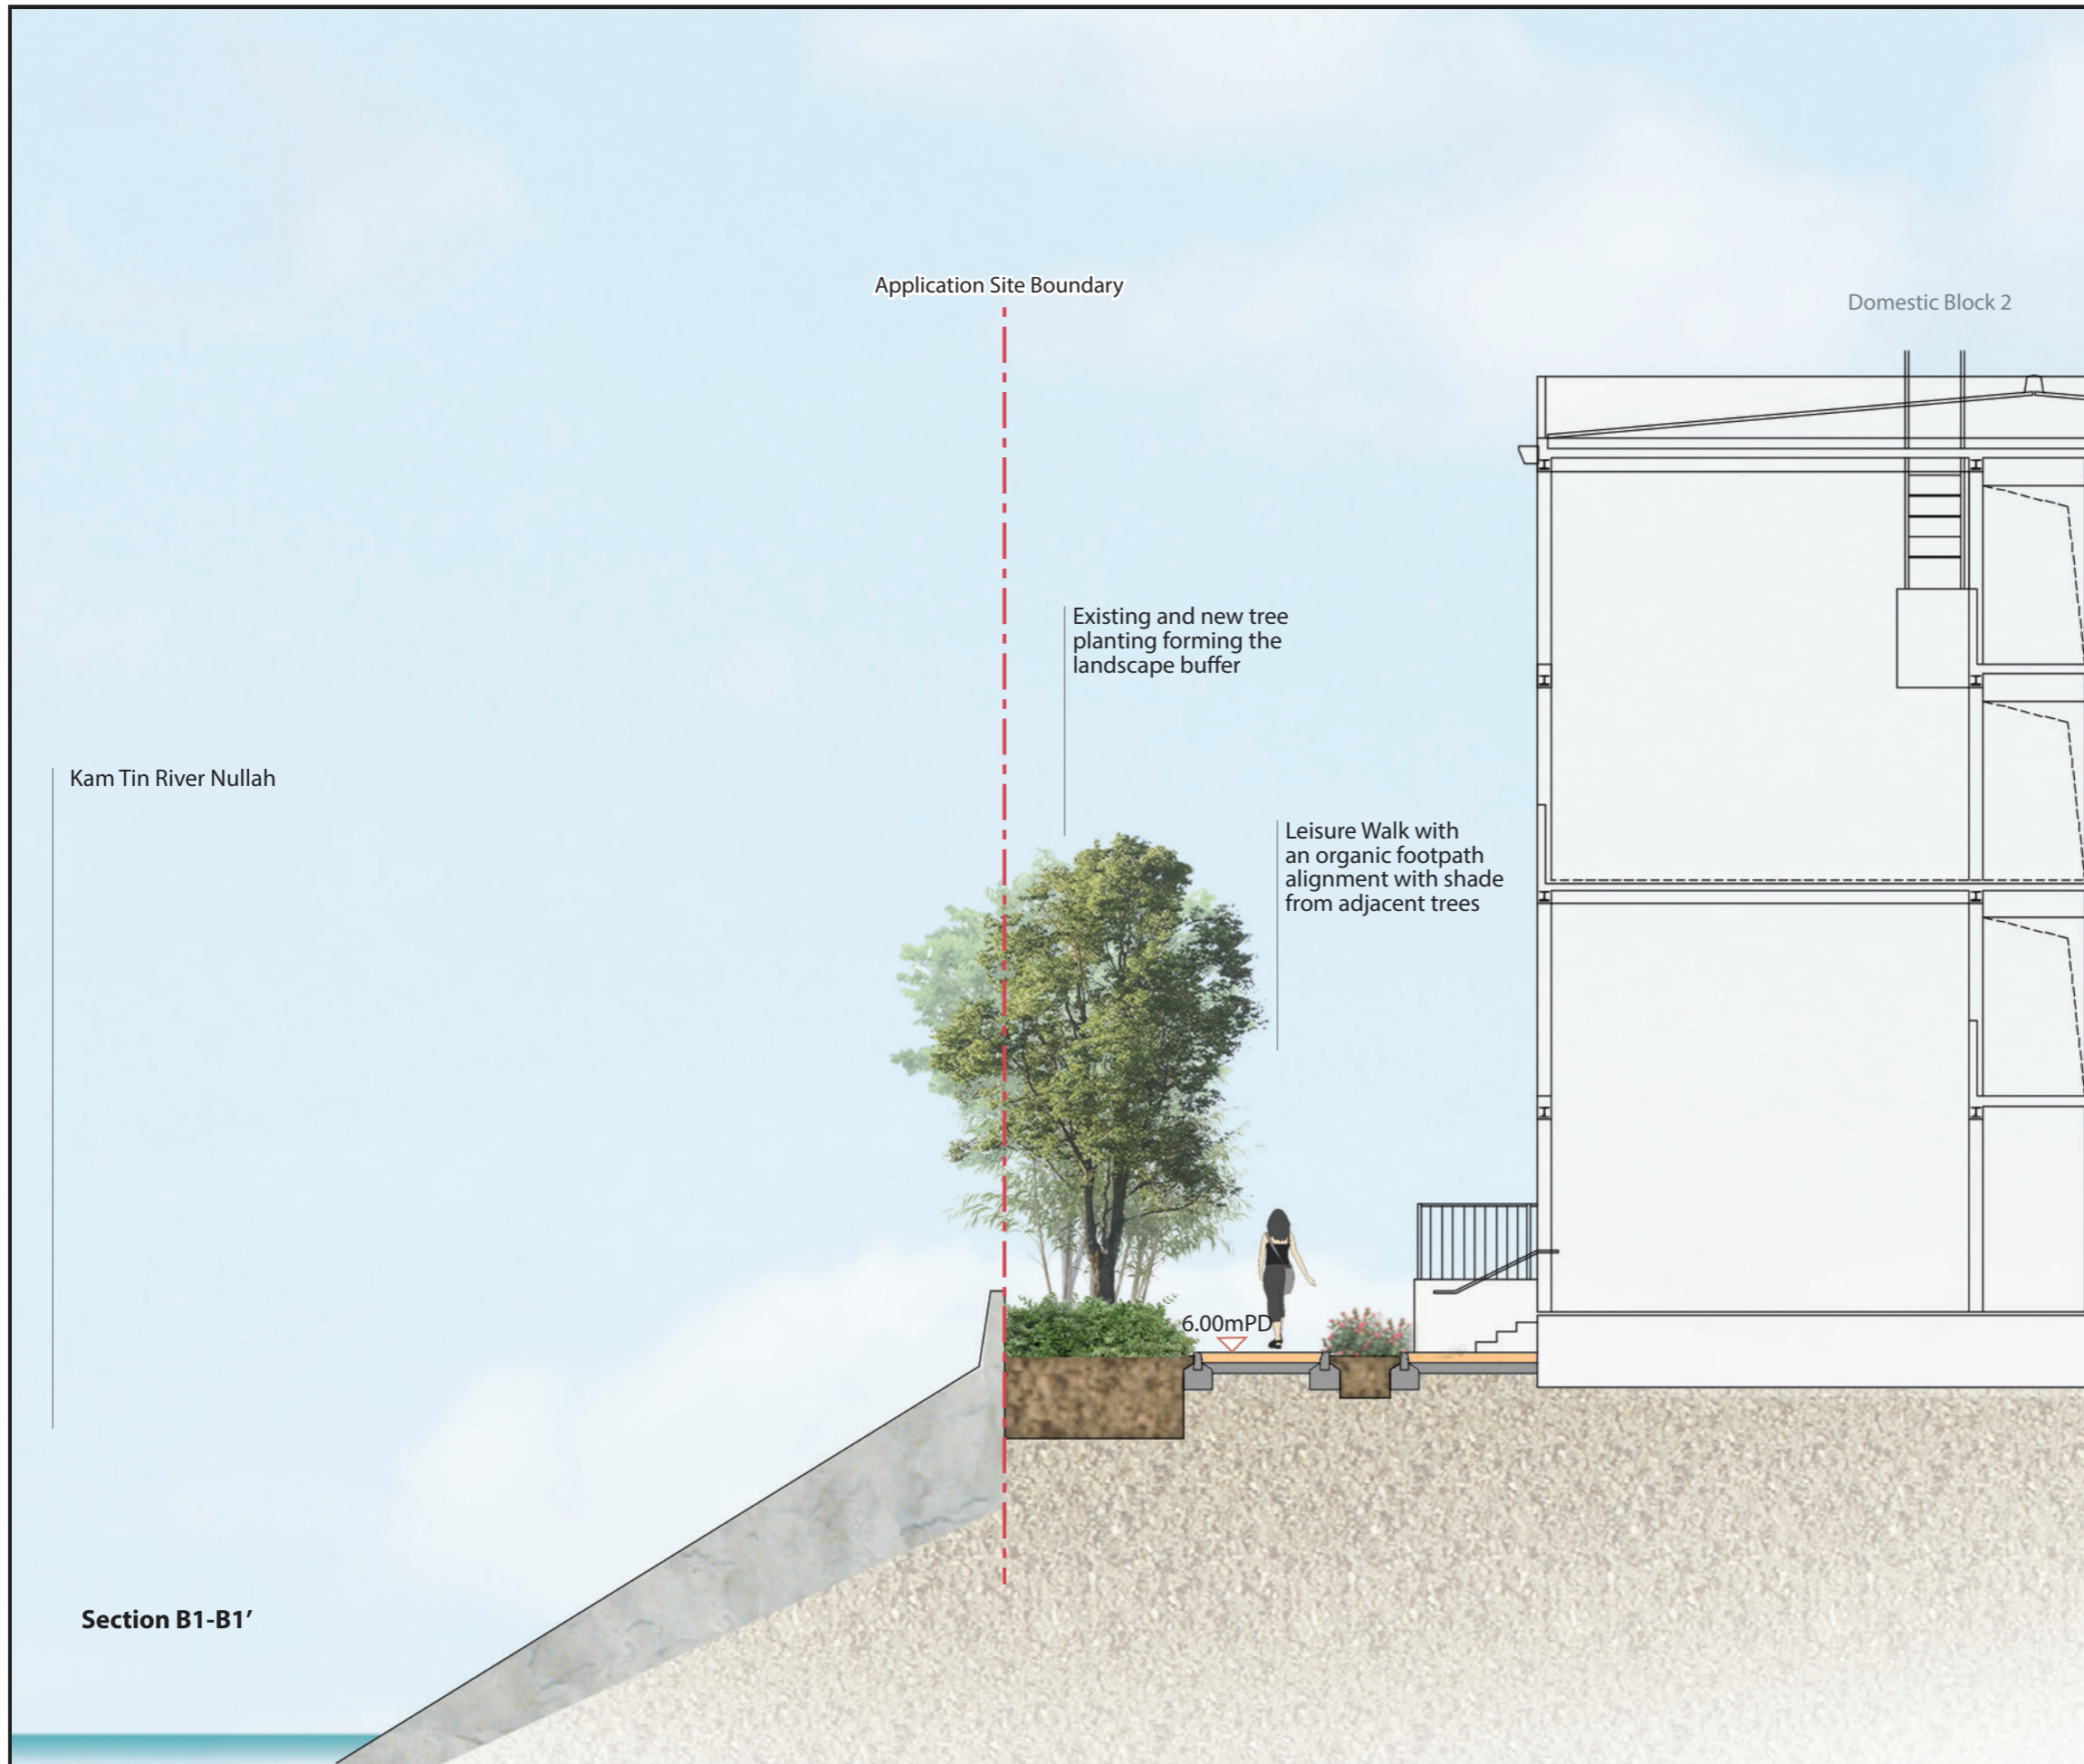 Application Site Boundary
Domestic Block 2
Existing and new tree
planting forming the
landscape buffer
Kam Tin River Nullah
Leisure Walk with
an organic footpath
alignment with shade
from adjacent trees
6.00mPD
Section B1-B1’